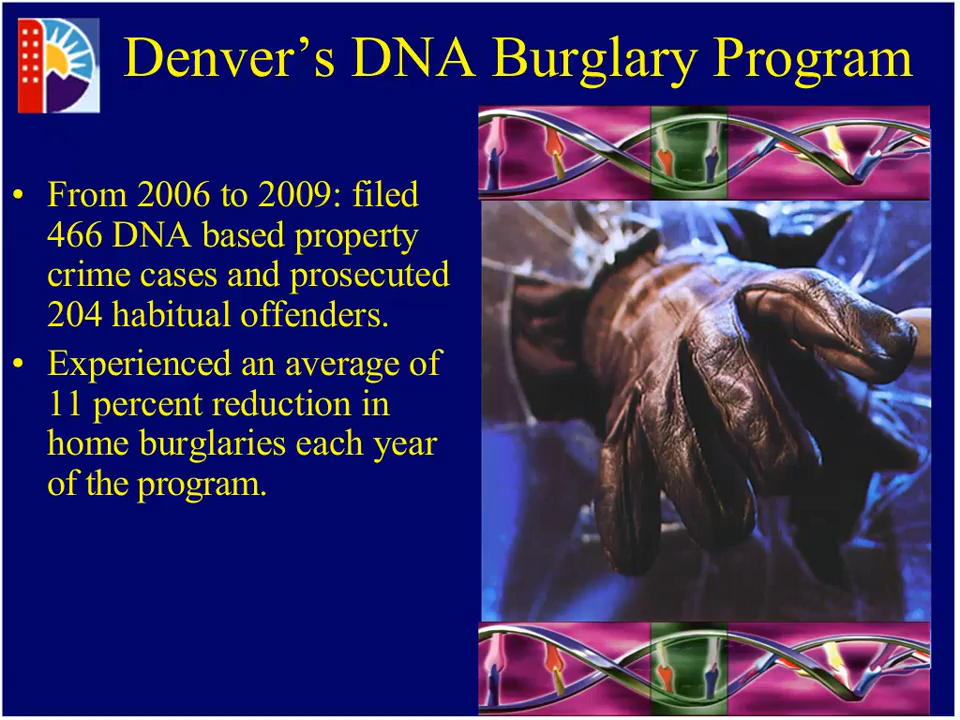 Denver’s DNA Burglary Program
• From 2006 to 2009: filed
466 DNA based property
crime cases and prosecuted
204 habitual offenders.
• Experienced an average of
11 percent reduction in
home burglaries each year
of the program.